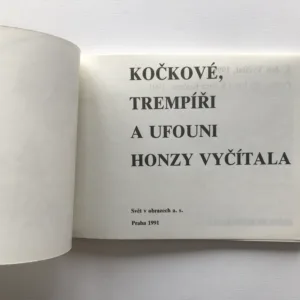 KOČKOVÉ,
TREMPÍŘI
A UFOUNI
HONZY VYČÍTALA
Svět v obrazech a. s.
Praha 1991